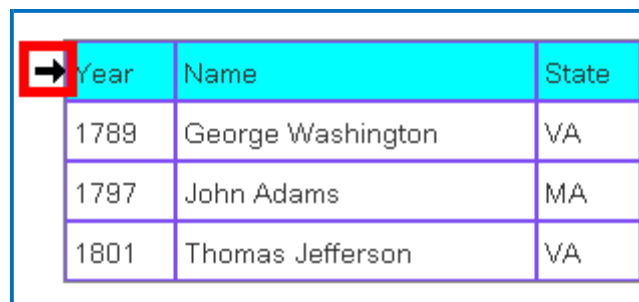 Year Name State
1789 George Washington VA
1797 John Adams MA
1801 Thomas Jefferson VA